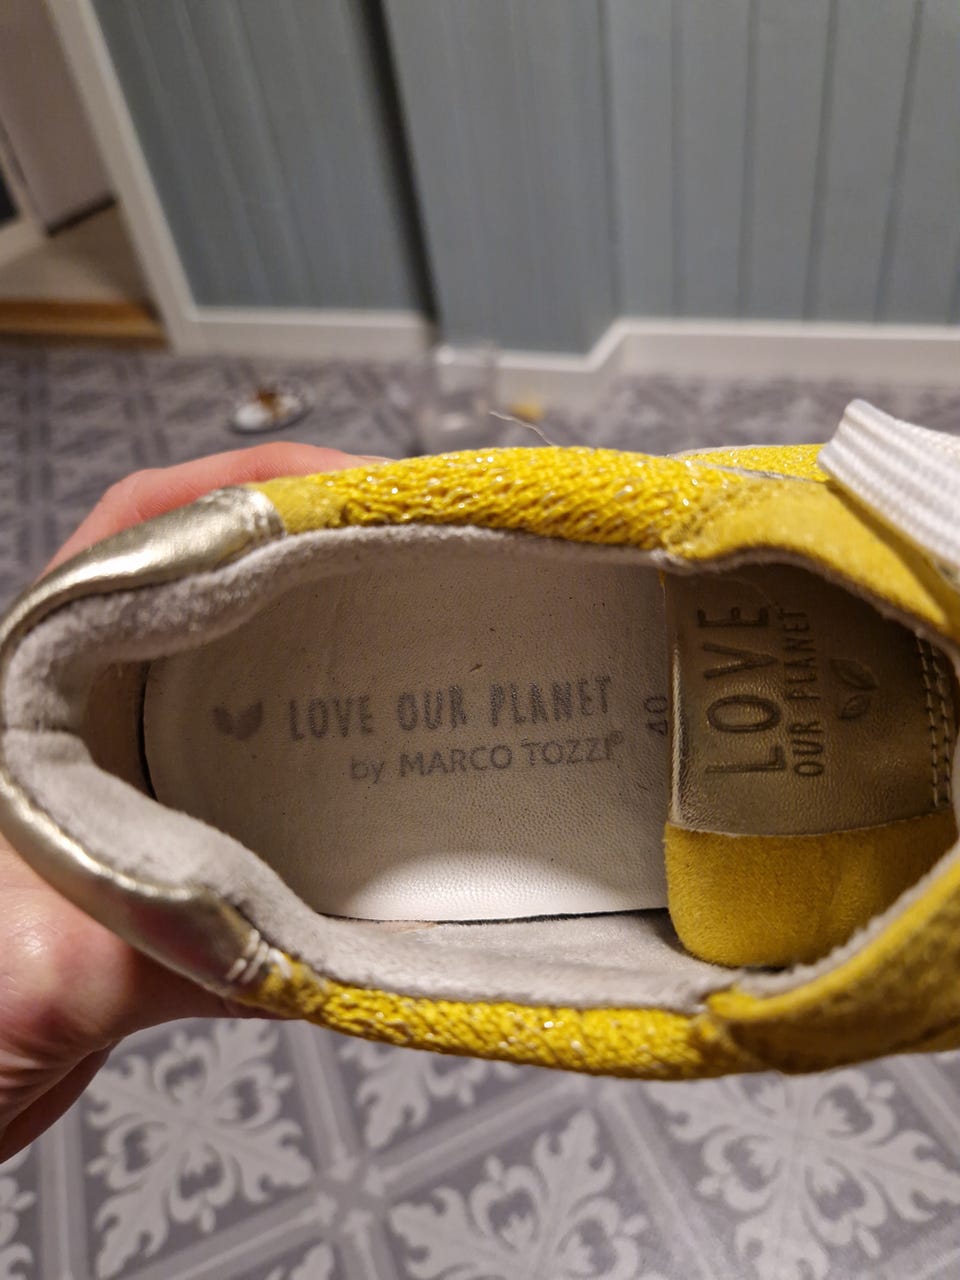 LOVE OUR PLANET
by MARCO TOZZI®
40
LOVE
OUR PLANET